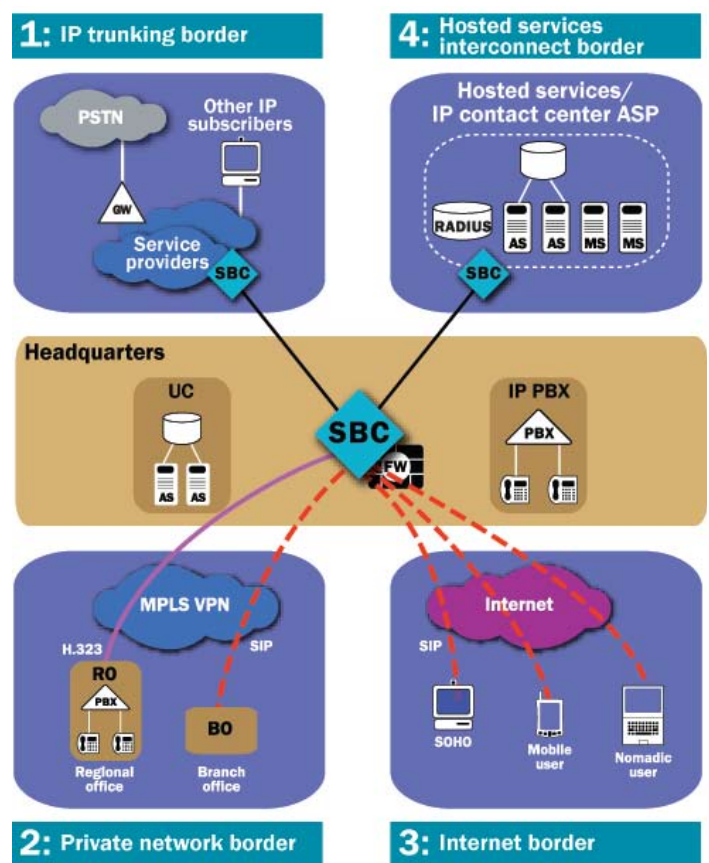 1: IP trunking border
4: Hosted services
interconnect border
PSTN
Other IP
subscribers
GW
Service
providers
SBC
Hosted services/
IP contact center ASP
RADIUS
AS
AS
MS
MS
SBC
Headquarters
UC
AS
AS
SBC
FW
IP PBX
PBX
MPLS VPN
H.323
SIP
RO
PBX
Regional
office
BO
Branch
office
Internet
SIP
SOHO
Mobile
user
Nomadic
user
2: Private network border
3: Internet border